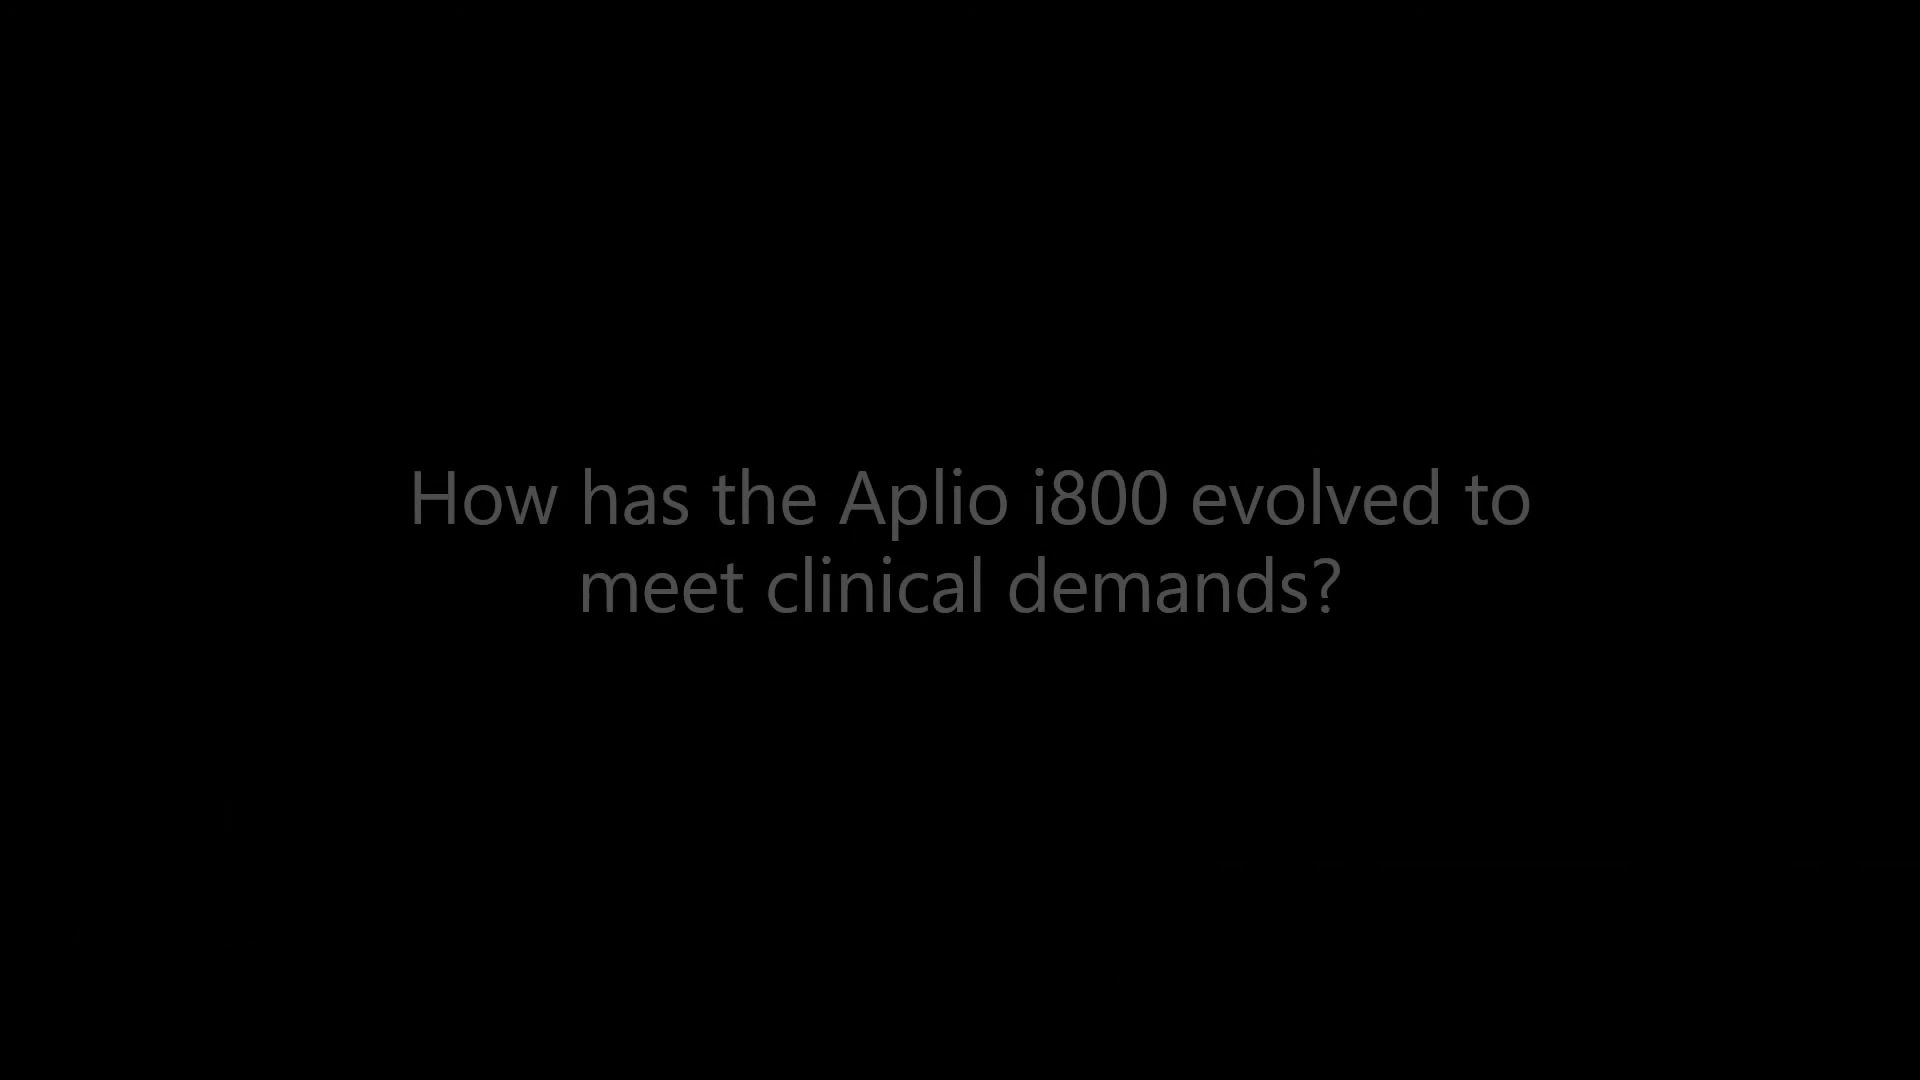 How has the Aplio i800 evolved to
meet clinical demands?